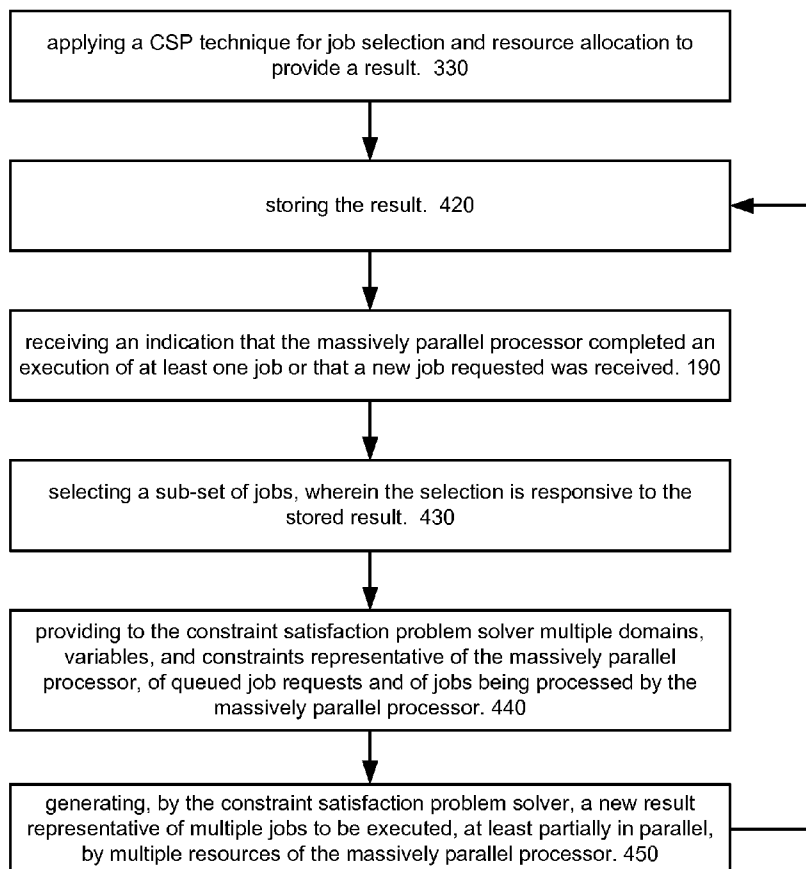 applying a CSP technique for job selection and resource allocation to
provide a result.  330
storing the result.  420
receiving an indication that the massively parallel processor completed an
execution of at least one job or that a new job requested was received. 190
selecting a sub-set of jobs, wherein the selection is responsive to the
stored result.  430
providing to the constraint satisfaction problem solver multiple domains,
variables, and constraints representative of the massively parallel
processor, of queued job requests and of jobs being processed by the
massively parallel processor. 440
generating, by the constraint satisfaction problem solver, a new result
representative of multiple jobs to be executed, at least partially in parallel,
by multiple resources of the massively parallel processor. 450